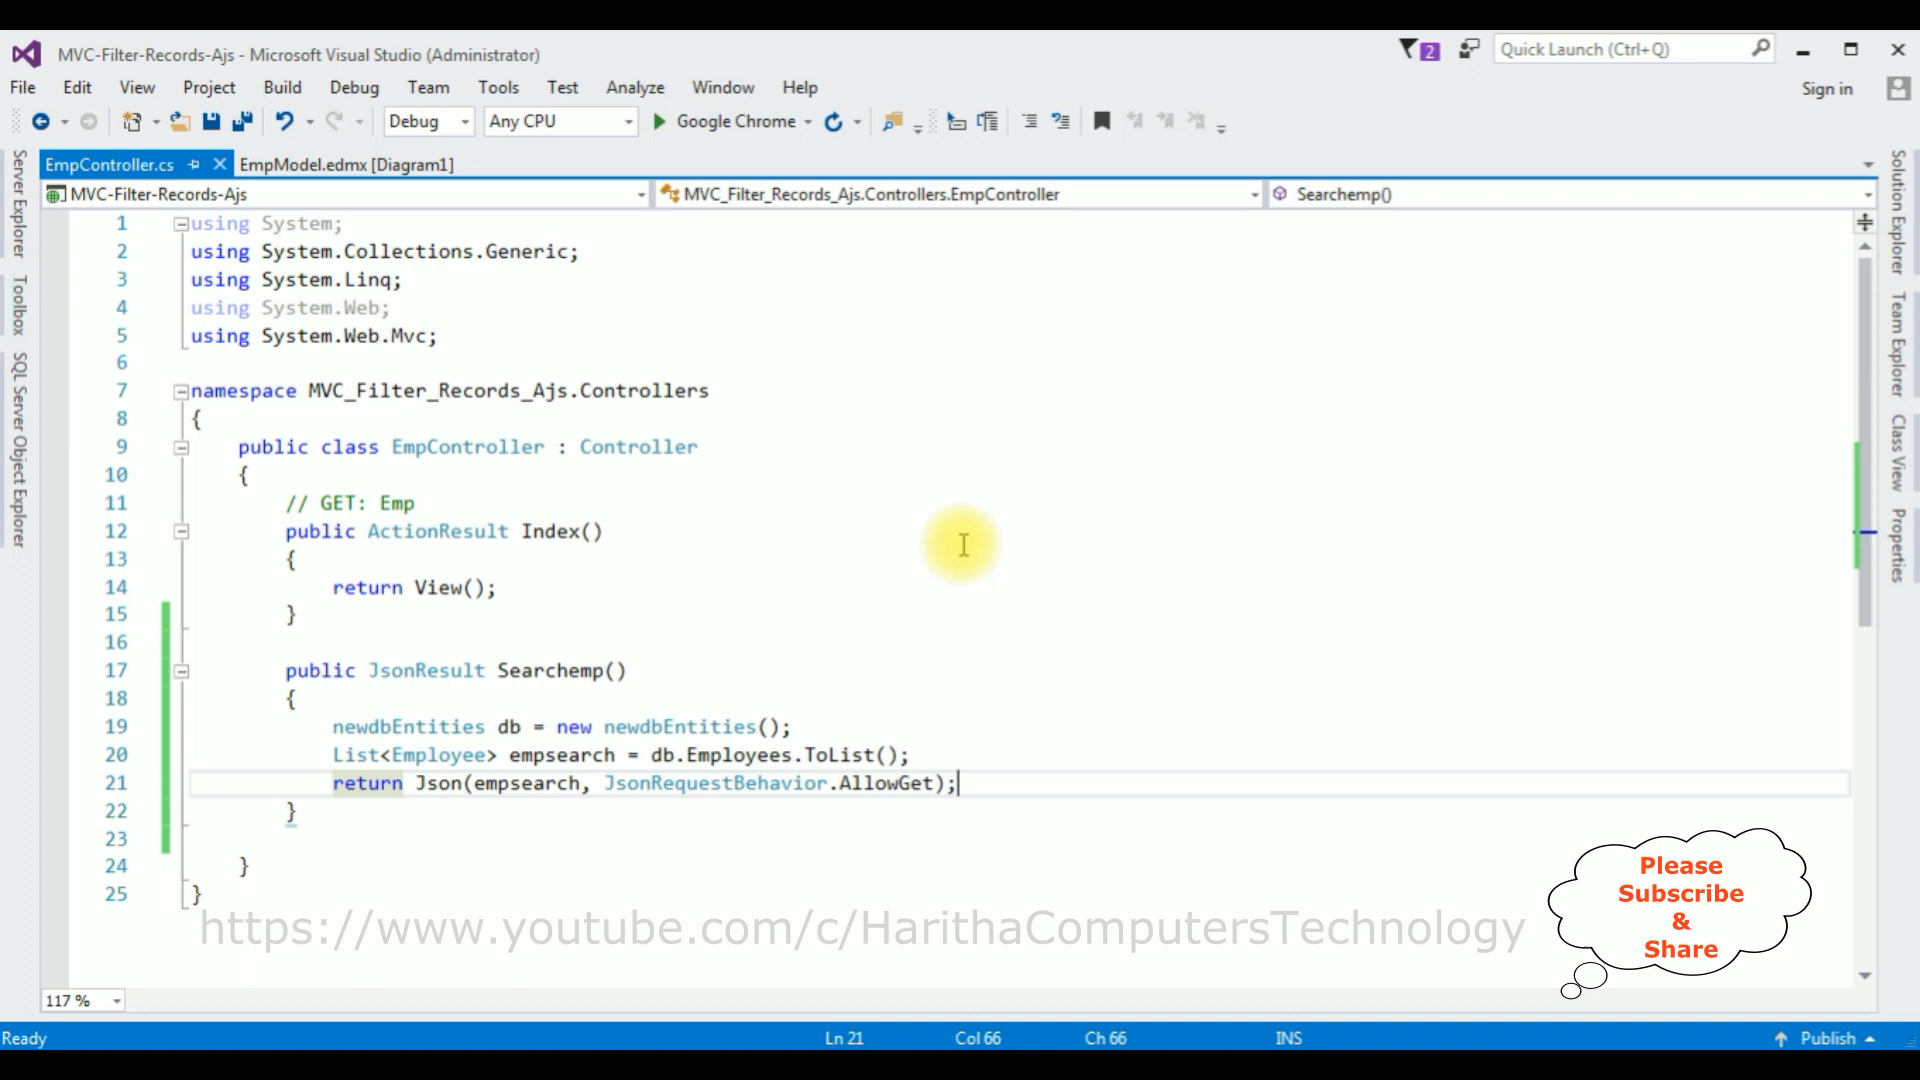 MVC-Filter-Records-Ajs - Microsoft Visual Studio (Administrator)
2
Quick Launch (Ctrl+Q)
File Edit View Project Build Debug Team Tools Test Analyze Window Help
Sign in
Debug Any CPU Google Chrome
EmpController.cs EmpModel.edmx [Diagram1]
MVC-Filter-Records-Ajs MVC_Filter_Records_Ajs.Controllers.EmpController Searchemp()
Server Explorer
Toolbox
SQL Server Object Explorer
1 using System;
2 using System.Collections.Generic;
3 using System.Linq;
4 using System.Web;
5 using System.Web.Mvc;
6
7 namespace MVC_Filter_Records_Ajs.Controllers
8 {
9 public class EmpController : Controller
10 {
11 // GET: Emp
12 public ActionResult Index()
13 {
14 return View();
15 }
16
17 public JsonResult Searchemp()
18 {
19 newdbEntities db = new newdbEntities();
20 List<Employee> empsearch = db.Employees.ToList();
21 return Json(empsearch, JsonRequestBehavior.AllowGet);
22 }
23
24 }
25 }
Solution Explorer
Team Explorer
Class View
Properties
https://www.youtube.com/c/HarithaComputersTechnology
Please
Subscribe
&
Share
117 %
Ready Ln 21 Col 66 Ch 66 INS Publish